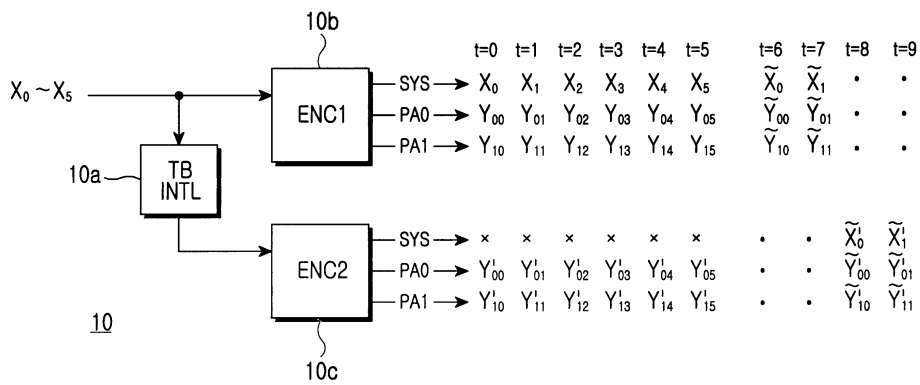 10b
t=0 t=1 t=2 t=3 t=4 t=5 t=6 t=7 t=8 t=9
X₀ ~ X₅
ENC1
SYS X₀ X₁ X₂ X₃ X₄ X₅ X̃₀ X̃₁ · ·
PA0 Y₀₀ Y₀₁ Y₀₂ Y₀₃ Y₀₄ Y₀₅ Ỹ₀₀ Ỹ₀₁ · ·
PA1 Y₁₀ Y₁₁ Y₁₂ Y₁₃ Y₁₄ Y₁₅ Ỹ₁₀ Ỹ₁₁ · ·
10a
TB
INTL
ENC2
SYS × × × × × × · · X̃'₀ X̃'₁
PA0 Y'₀₀ Y'₀₁ Y'₀₂ Y'₀₃ Y'₀₄ Y'₀₅ · · Ỹ'₀₀ Ỹ'₀₁
PA1 Y'₁₀ Y'₁₁ Y'₁₂ Y'₁₃ Y'₁₄ Y'₁₅ · · Ỹ'₁₀ Ỹ'₁₁
10
10c